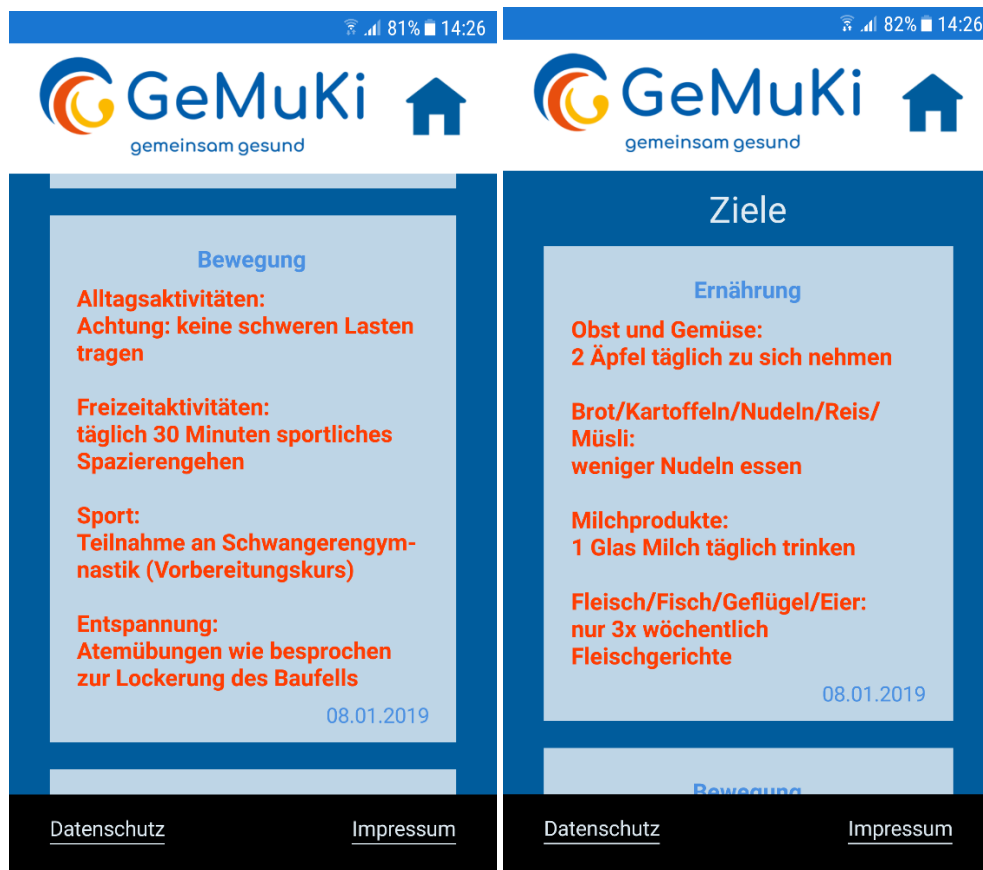 81% 14:26
GeMuKi
gemeinsam gesund
Bewegung
Alltagsaktivitäten:
Achtung: keine schweren Lasten
tragen
Freizeitaktivitäten:
täglich 30 Minuten sportliches
Spazierengehen
Sport:
Teilnahme an Schwangerengym-
nastik (Vorbereitungskurs)
Entspannung:
Atemübungen wie besprochen
zur Lockerung des Baufells
08.01.2019
Datenschutz Impressum
82% 14:26
GeMuKi
gemeinsam gesund
Ziele
Ernährung
Obst und Gemüse:
2 Äpfel täglich zu sich nehmen
Brot/Kartoffeln/Nudeln/Reis/
Müsli:
weniger Nudeln essen
Milchprodukte:
1 Glas Milch täglich trinken
Fleisch/Fisch/Geflügel/Eier:
nur 3x wöchentlich
Fleischgerichte
08.01.2019
Bewegung
Datenschutz Impressum